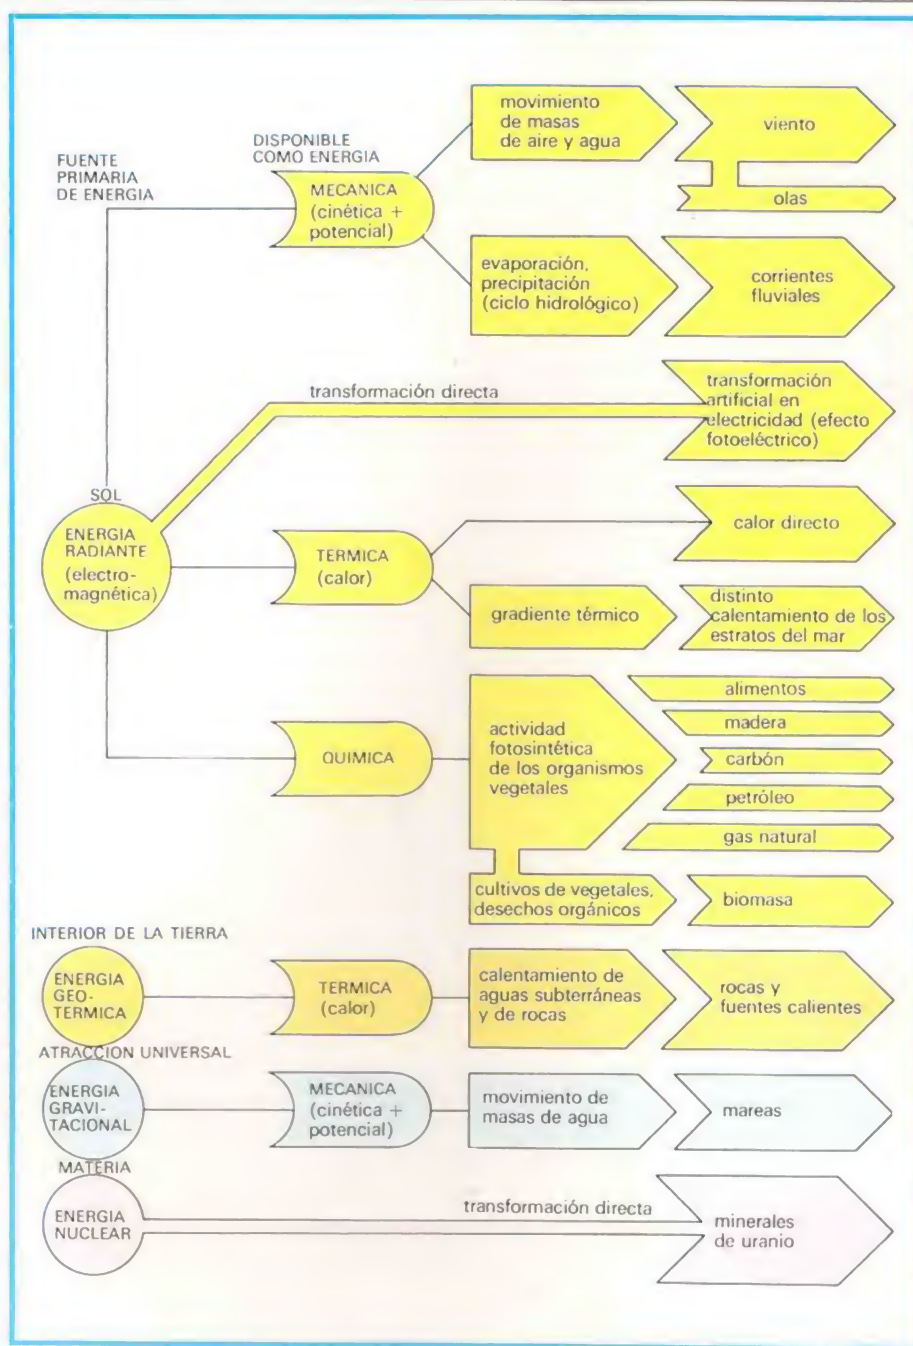 FUENTE
PRIMARIA
DE ENERGIA
DISPONIBLE
COMO ENERGIA
MECANICA
(cinética +
potencial)
movimiento
de masas
de aire y agua
viento
olas
evaporación,
precipitación
(ciclo hidrológico)
corrientes
fluviales
transformación directa
transformación
artificial en
electricidad (efecto
fotoeléctrico)
SOL
ENERGIA
RADIANTE
(electro-
magnética)
TERMICA
(calor)
calor directo
gradiente térmico
distinto
calentamiento de los
estratos del mar
QUIMICA
actividad
fotosintética
de los organismos
vegetales
alimentos
madera
carbón
petróleo
gas natural
cultivos de vegetales,
desechos orgánicos
biomasa
INTERIOR DE LA TIERRA
ENERGIA
GEO-
TERMICA
TERMICA
(calor)
calentamiento de
aguas subterráneas
y de rocas
rocas y
fuentes calientes
ATRACCION UNIVERSAL
ENERGIA
GRAVI-
TACIONAL
MECANICA
(cinética +
potencial)
movimiento de
masas de agua
mareas
MATERIA
ENERGIA
NUCLEAR
transformación directa
minerales
de uranio